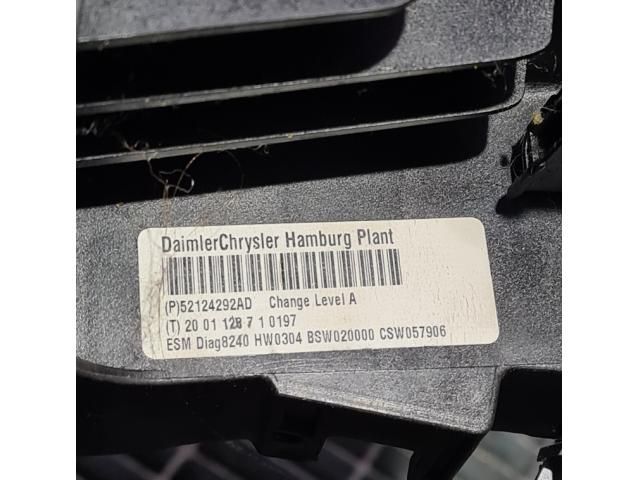 DaimlerChrysler Hamburg Plant
(P)52124292AD Change Level A
(T) 20 01 128 7 1 0197
ESM Diag8240 HW0304 BSW020000 CSW057906